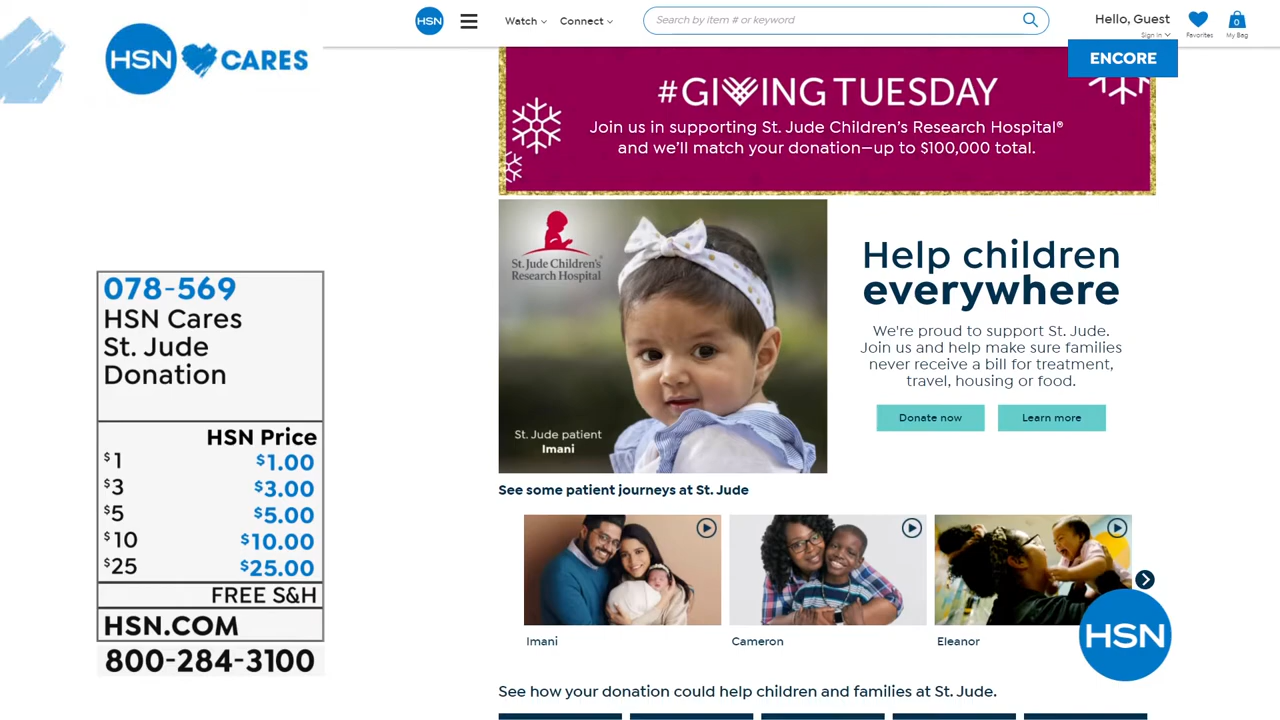 HSN CARES
078-569
HSN Cares
St. Jude
Donation
HSN Price
$1 $1.00
$3 $3.00
$5 $5.00
$10 $10.00
$25 $25.00
FREE S&H
HSN.COM
800-284-3100
HSN Watch Connect Search by item # or keyword Hello, Guest
Sign in Favorites 0 My Bag
ENCORE
#GIVING TUESDAY
Join us in supporting St. Jude Children's Research Hospital®
and we'll match your donation—up to $100,000 total.
St. Jude Children's
Research Hospital
St. Jude patient
Imani
Help children
everywhere
We're proud to support St. Jude.
Join us and help make sure families
never receive a bill for treatment,
travel, housing or food.
Donate now Learn more
See some patient journeys at St. Jude
Imani Cameron Eleanor
HSN
See how your donation could help children and families at St. Jude.